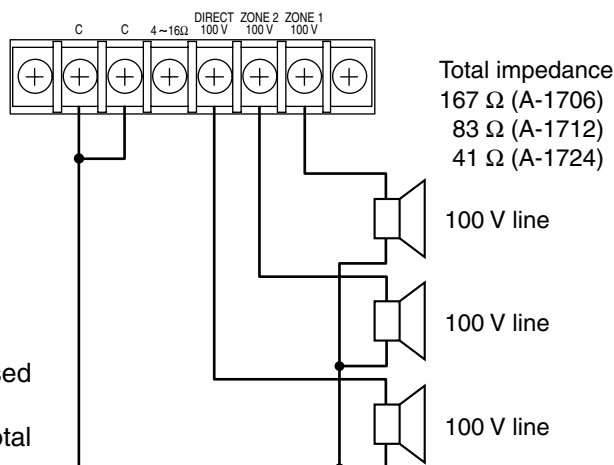 DIRECT ZONE 2 ZONE 1
C C 4~16Ω 100 V 100 V 100 V
Total impedance
167 Ω (A-1706)
83 Ω (A-1712)
41 Ω (A-1724)
100 V line
100 V line
100 V line